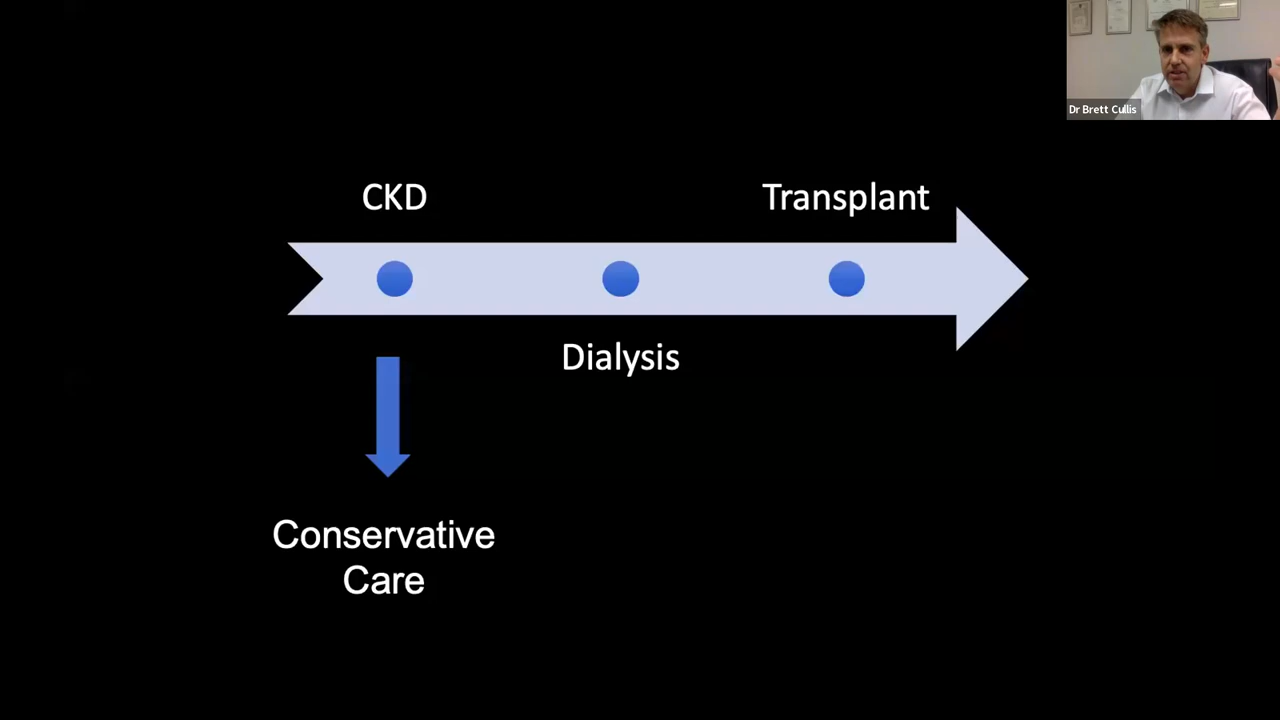 Dr Brett Cullis
CKD
Transplant
Dialysis
Conservative
Care